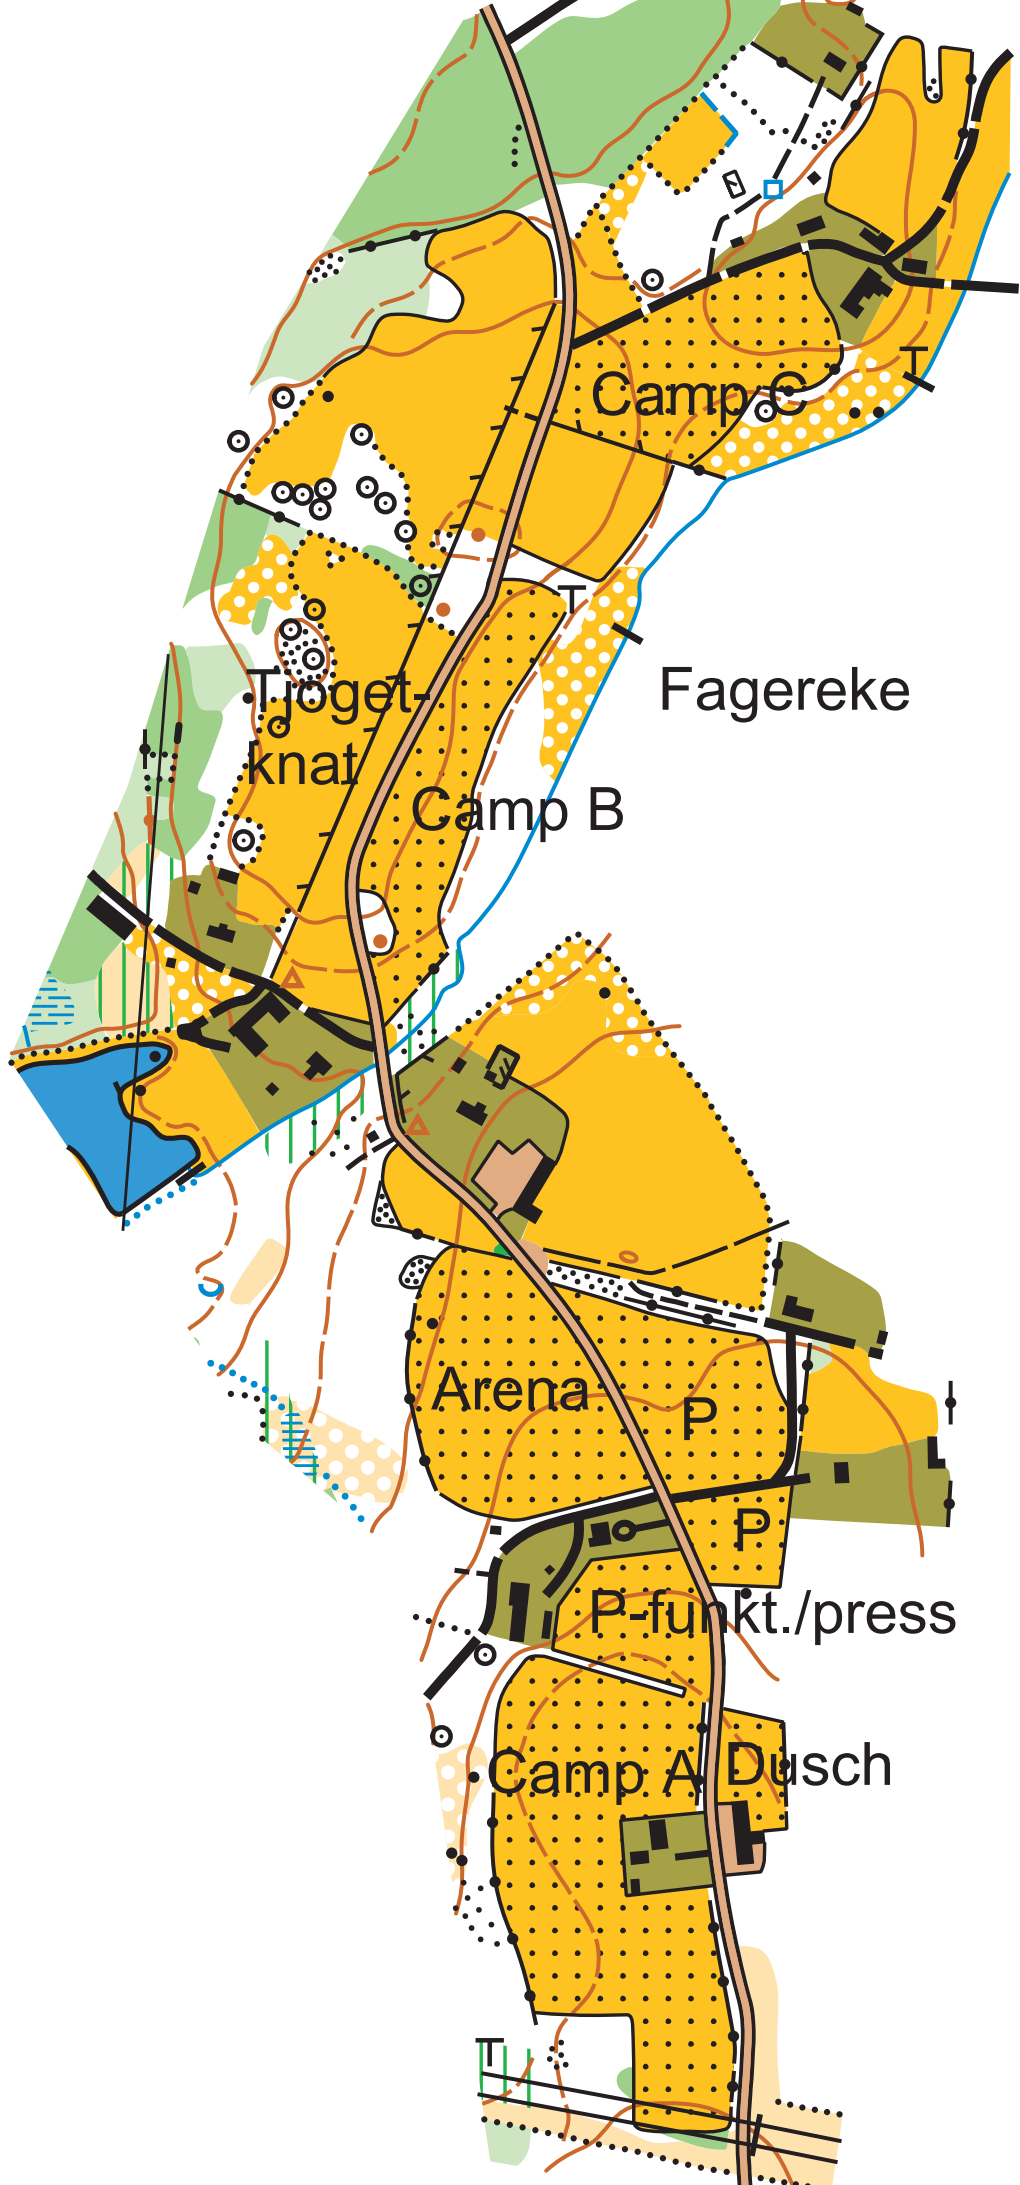 T
Camp C
T
Fagereke
Tjoget-
knat
Camp B
Arena
P
P
P-funkt./press
Camp A
Dusch
T